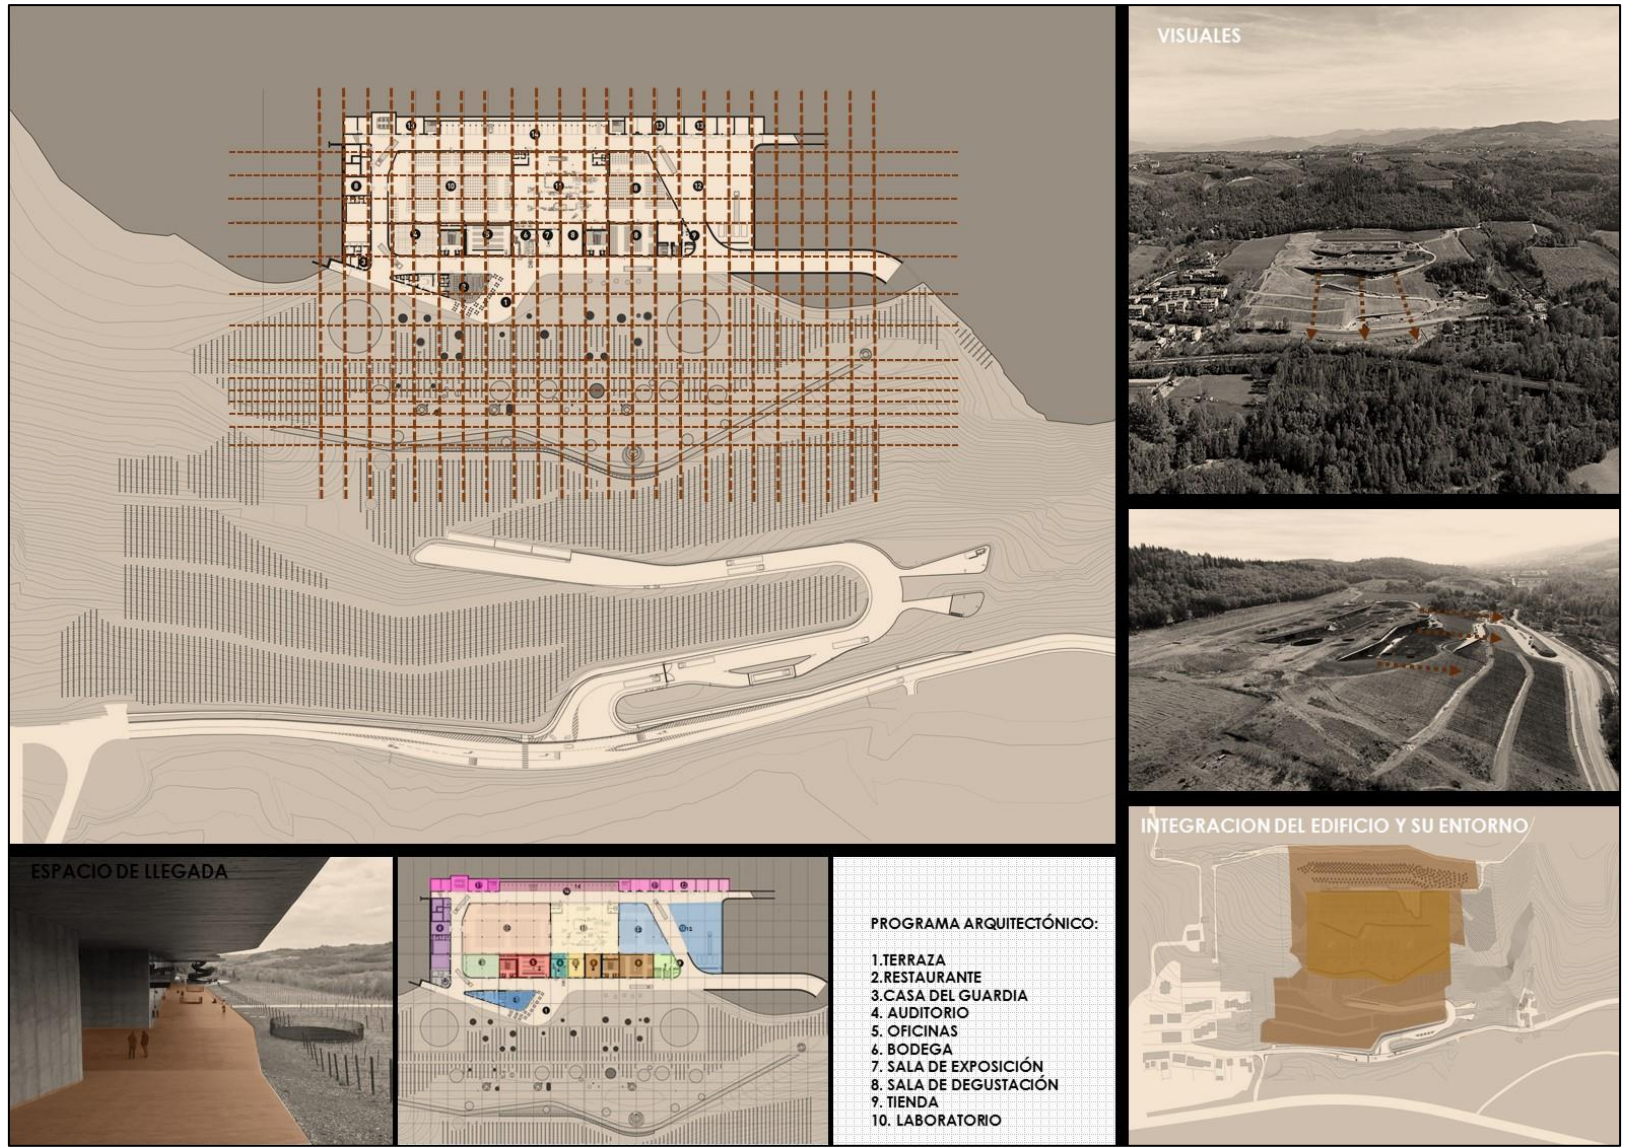 VISUALES
INTEGRACION DEL EDIFICIO Y SU ENTORNO
ESPACIO DE LLEGADA
PROGRAMA ARQUITECTÓNICO:
1.TERRAZA
2.RESTAURANTE
3.CASA DEL GUARDIA
4. AUDITORIO
5. OFICINAS
6. BODEGA
7. SALA DE EXPOSICIÓN
8. SALA DE DEGUSTACIÓN
9. TIENDA
10. LABORATORIO